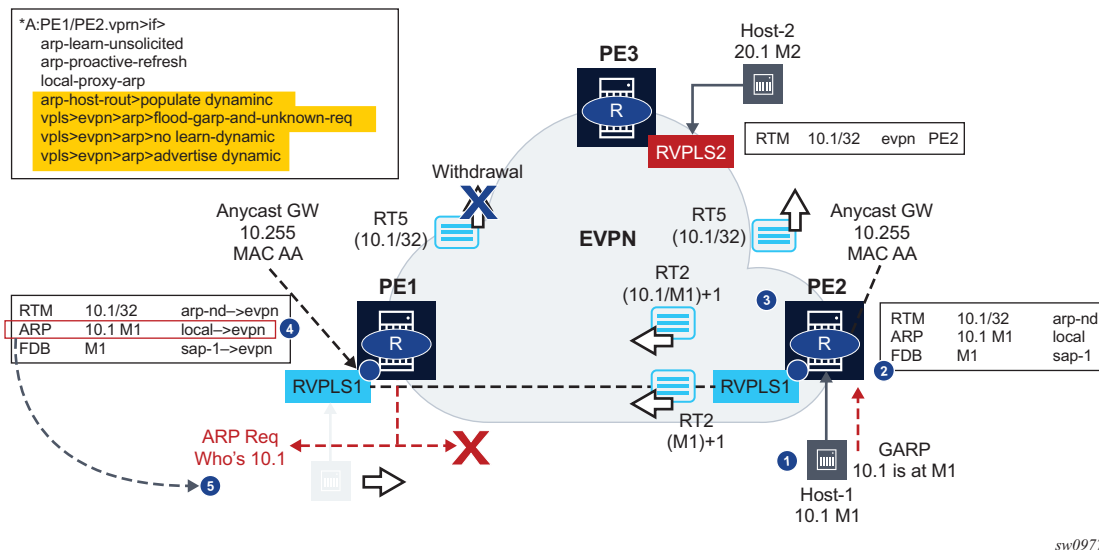 *A:PE1/PE2.vprn>if>
arp-learn-unsolicited
arp-proactive-refresh
local-proxy-arp
arp-host-rout>populate dynaminc
vpls>evpn>arp>flood-garp-and-unknown-req
vpls>evpn>arp>no learn-dynamic
vpls>evpn>arp>advertise dynamic
Host-2
20.1 M2
PE3
R
RVPLS2
RTM 10.1/32 evpn PE2
Withdrawal
X
RT5
(10.1/32)
EVPN
RT5
(10.1/32)
Anycast GW
10.255
MAC AA
Anycast GW
10.255
MAC AA
PE1
R
RVPLS1
RT2
(10.1/M1)+1
3
PE2
R
RVPLS1
RTM 10.1/32 arp-nd–>evpn
ARP 10.1 M1 local–>evpn
4
FDB M1 sap-1–>evpn
RTM 10.1/32 arp-nd
ARP 10.1 M1 local
FDB M1 sap-1
2
RT2
(M1)+1
ARP Req
Who's 10.1
X
5
1
GARP
10.1 is at M1
Host-1
10.1 M1